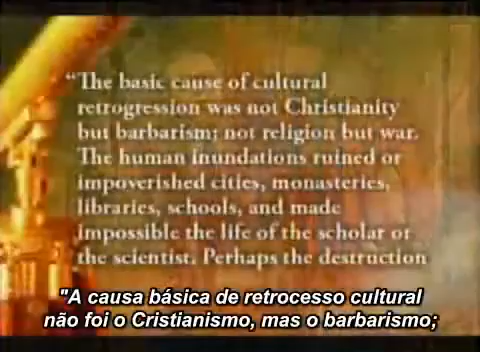 “The basic cause of cultural
retrogression was not Christianity
but barbarism; not religion but war.
The human inundations ruined or
impoverished cities, monasteries,
libraries, schools, and made
impossible the life of the scholar or
the scientist. Perhaps the destruction
"A causa básica de retrocesso cultural
não foi o Cristianismo, mas o barbarismo;